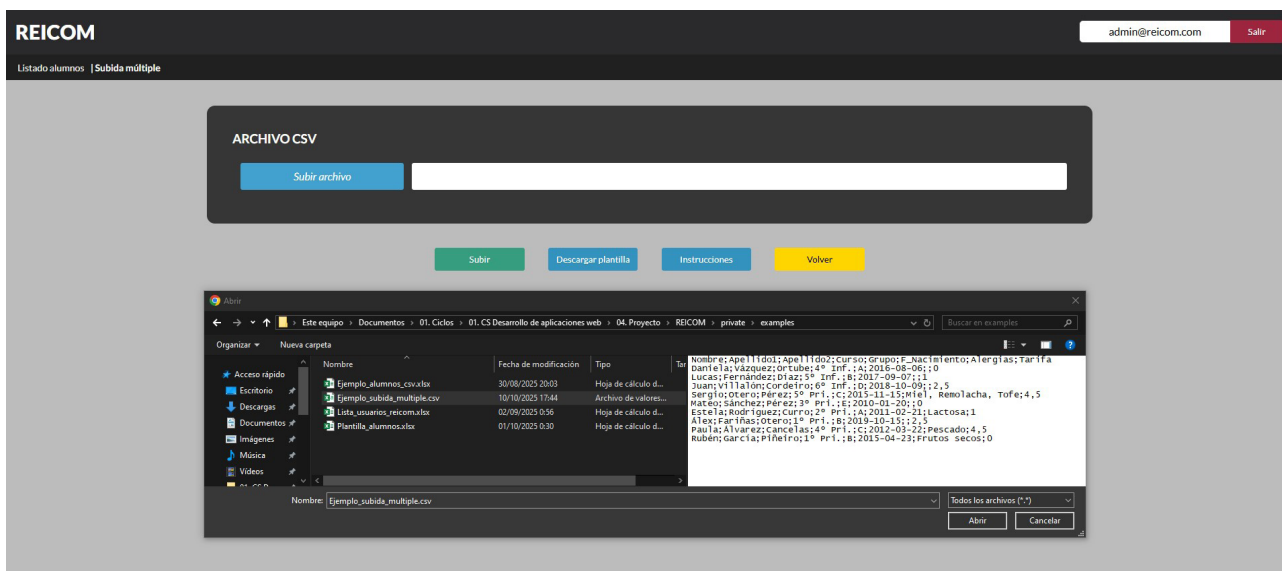 REICOM
admin@reicom.com
Salir
Listado alumnos | Subida múltiple
ARCHIVO CSV
Subir archivo
Subir
Descargar plantilla
Instrucciones
Volver
Abrir
Este equipo > Documentos > 01. Ciclos > 01. CS Desarrollo de aplicaciones web > 04. Proyecto > REICOM > private > examples
Buscar en examples
Organizar
Nueva carpeta
Acceso rápido
Escritorio
Descargas
Documentos
Imágenes
Música
Vídeos
Nombre Fecha de modificación Tipo Tar
Ejemplo_alumnos_csv.xlsx 30/08/2025 20:03 Hoja de cálculo d...
Ejemplo_subida_multiple.csv 10/10/2025 17:44 Archivo de valores...
Lista_usuarios_reicom.xlsx 02/09/2025 0:56 Hoja de cálculo d...
Plantilla_alumnos.xlsx 01/10/2025 0:30 Hoja de cálculo d...
Nombre;Apellido1;Apellido2;Curso;Grupo;F_Nacimiento;Alergias;Tarifa
Daniela;Vázquez;Ortube;4º Inf.;A;2016-08-06;;0
Lucas;Fernández;Díaz;5º Inf.;B;2017-09-07;;1
Juan;Villalón;Cordeiro;6º Inf.;D;2018-10-09;;2,5
Sergio;Otero;Pérez;5º Pri.;C;2015-11-15;Miel, Remolacha, Tofe;4,5
Mateo;Sánchez;Pérez;3º Pri.;E;2010-01-20;;0
Estela;Rodríguez;Curro;2º Pri.;A;2011-02-21;Lactosa;1
Álex;Fariñas;Otero;1º Pri.;B;2019-10-15;;2,5
Paula;Álvarez;Cancelas;4º Pri.;C;2012-03-22;Pescado;4,5
Rubén;García;Piñeiro;1º Pri.;B;2015-04-23;Frutos secos;0
Nombre: Ejemplo_subida_multiple.csv
Todos los archivos (*.*)
Abrir
Cancelar